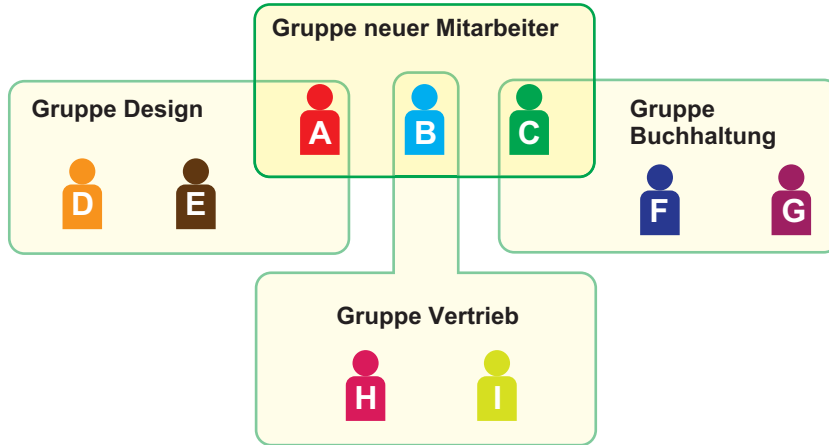 Gruppe neuer Mitarbeiter
Gruppe Design
A
B
C
Gruppe
Buchhaltung
D
E
F
G
Gruppe Vertrieb
H
I